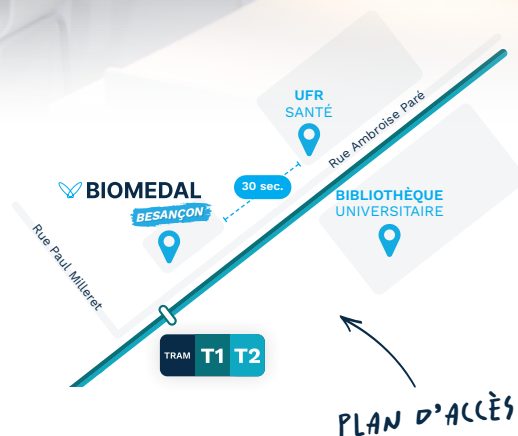 UFR
SANTÉ
Rue Ambroise Paré
30 sec.
BIOMEDAL
BESANÇON
BIBLIOTHÈQUE
UNIVERSITAIRE
Rue Paul Milleret
TRAM T1 T2
PLAN D'ACCÈS